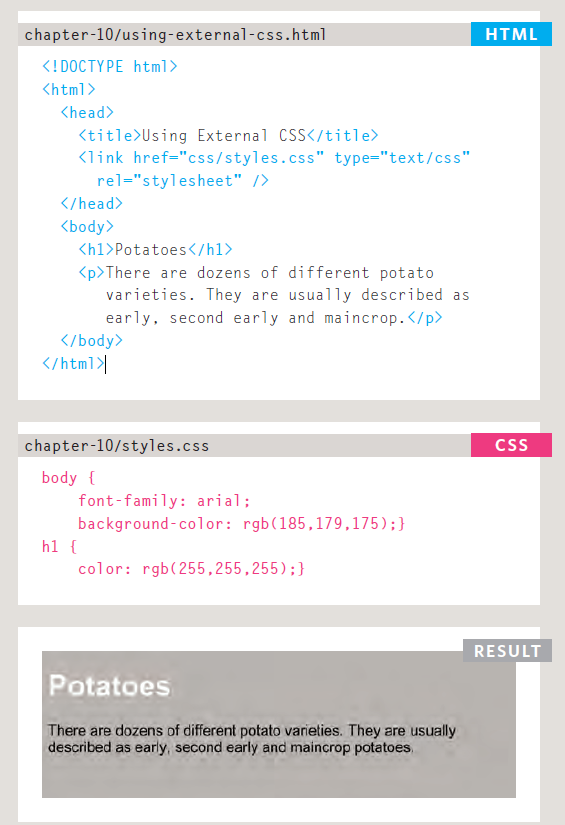 chapter-10/using-external-css.html HTML
<!DOCTYPE html>
<html>
<head>
<title>Using External CSS</title>
<link href="css/styles.css" type="text/css"
rel="stylesheet" />
</head>
<body>
<h1>Potatoes</h1>
<p>There are dozens of different potato
varieties. They are usually described as
early, second early and maincrop.</p>
</body>
</html>
chapter-10/styles.css CSS
body {
font-family: arial;
background-color: rgb(185,179,175);}
h1 {
color: rgb(255,255,255);}
RESULT
Potatoes
There are dozens of different potato varieties. They are usually
described as early, second early and maincrop potatoes.